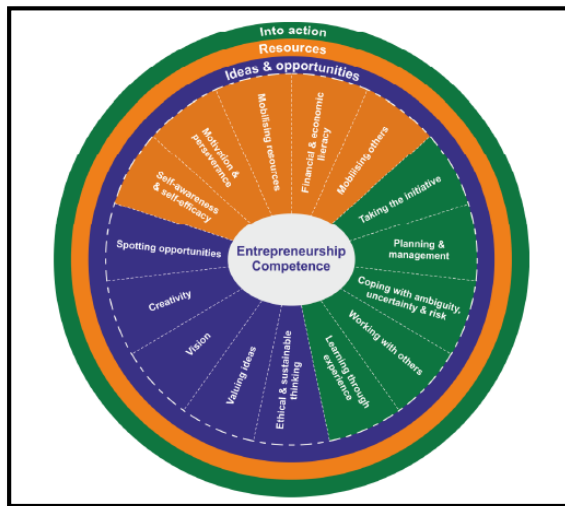 Into action
Resources
Ideas & opportunities
Self-awareness
& self-efficacy
Motivation &
perseverance
Mobilising resources
Financial & economic
literacy
Mobilising others
Taking the initiative
Planning &
management
Coping with ambiguity,
uncertainty & risk
Working with others
Learning through
experience
Ethical & sustainable
thinking
Valuing ideas
Vision
Creativity
Spotting opportunities
Entrepreneurship
Competence